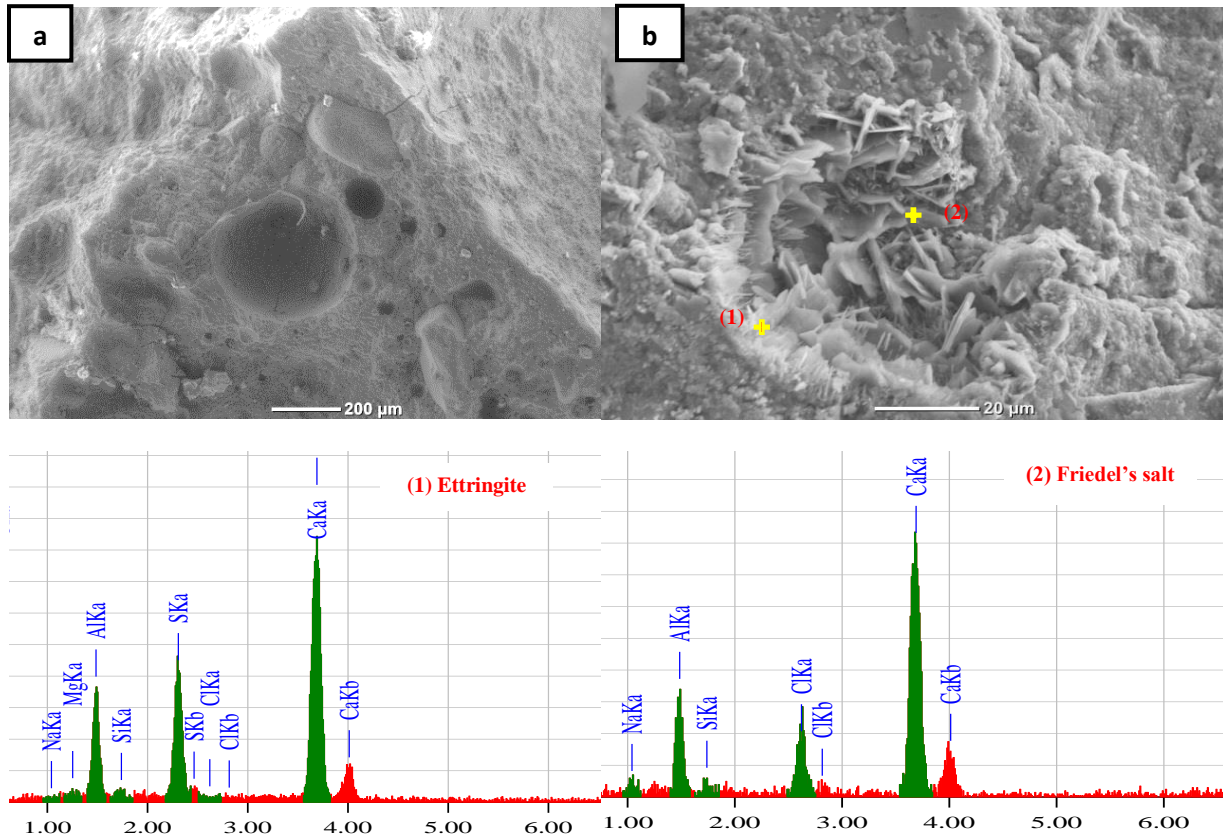 a
b
200 µm
(1)
(2)
20 µm
(1) Ettringite
NaKa
MgKa
AlKa
SiKa
SKa
SKb
ClKa
ClKb
CaKa
CaKb
1.00 2.00 3.00 4.00 5.00 6.00
(2) Friedel's salt
NaKa
AlKa
SiKa
ClKa
ClKb
CaKa
CaKb
1.00 2.00 3.00 4.00 5.00 6.00